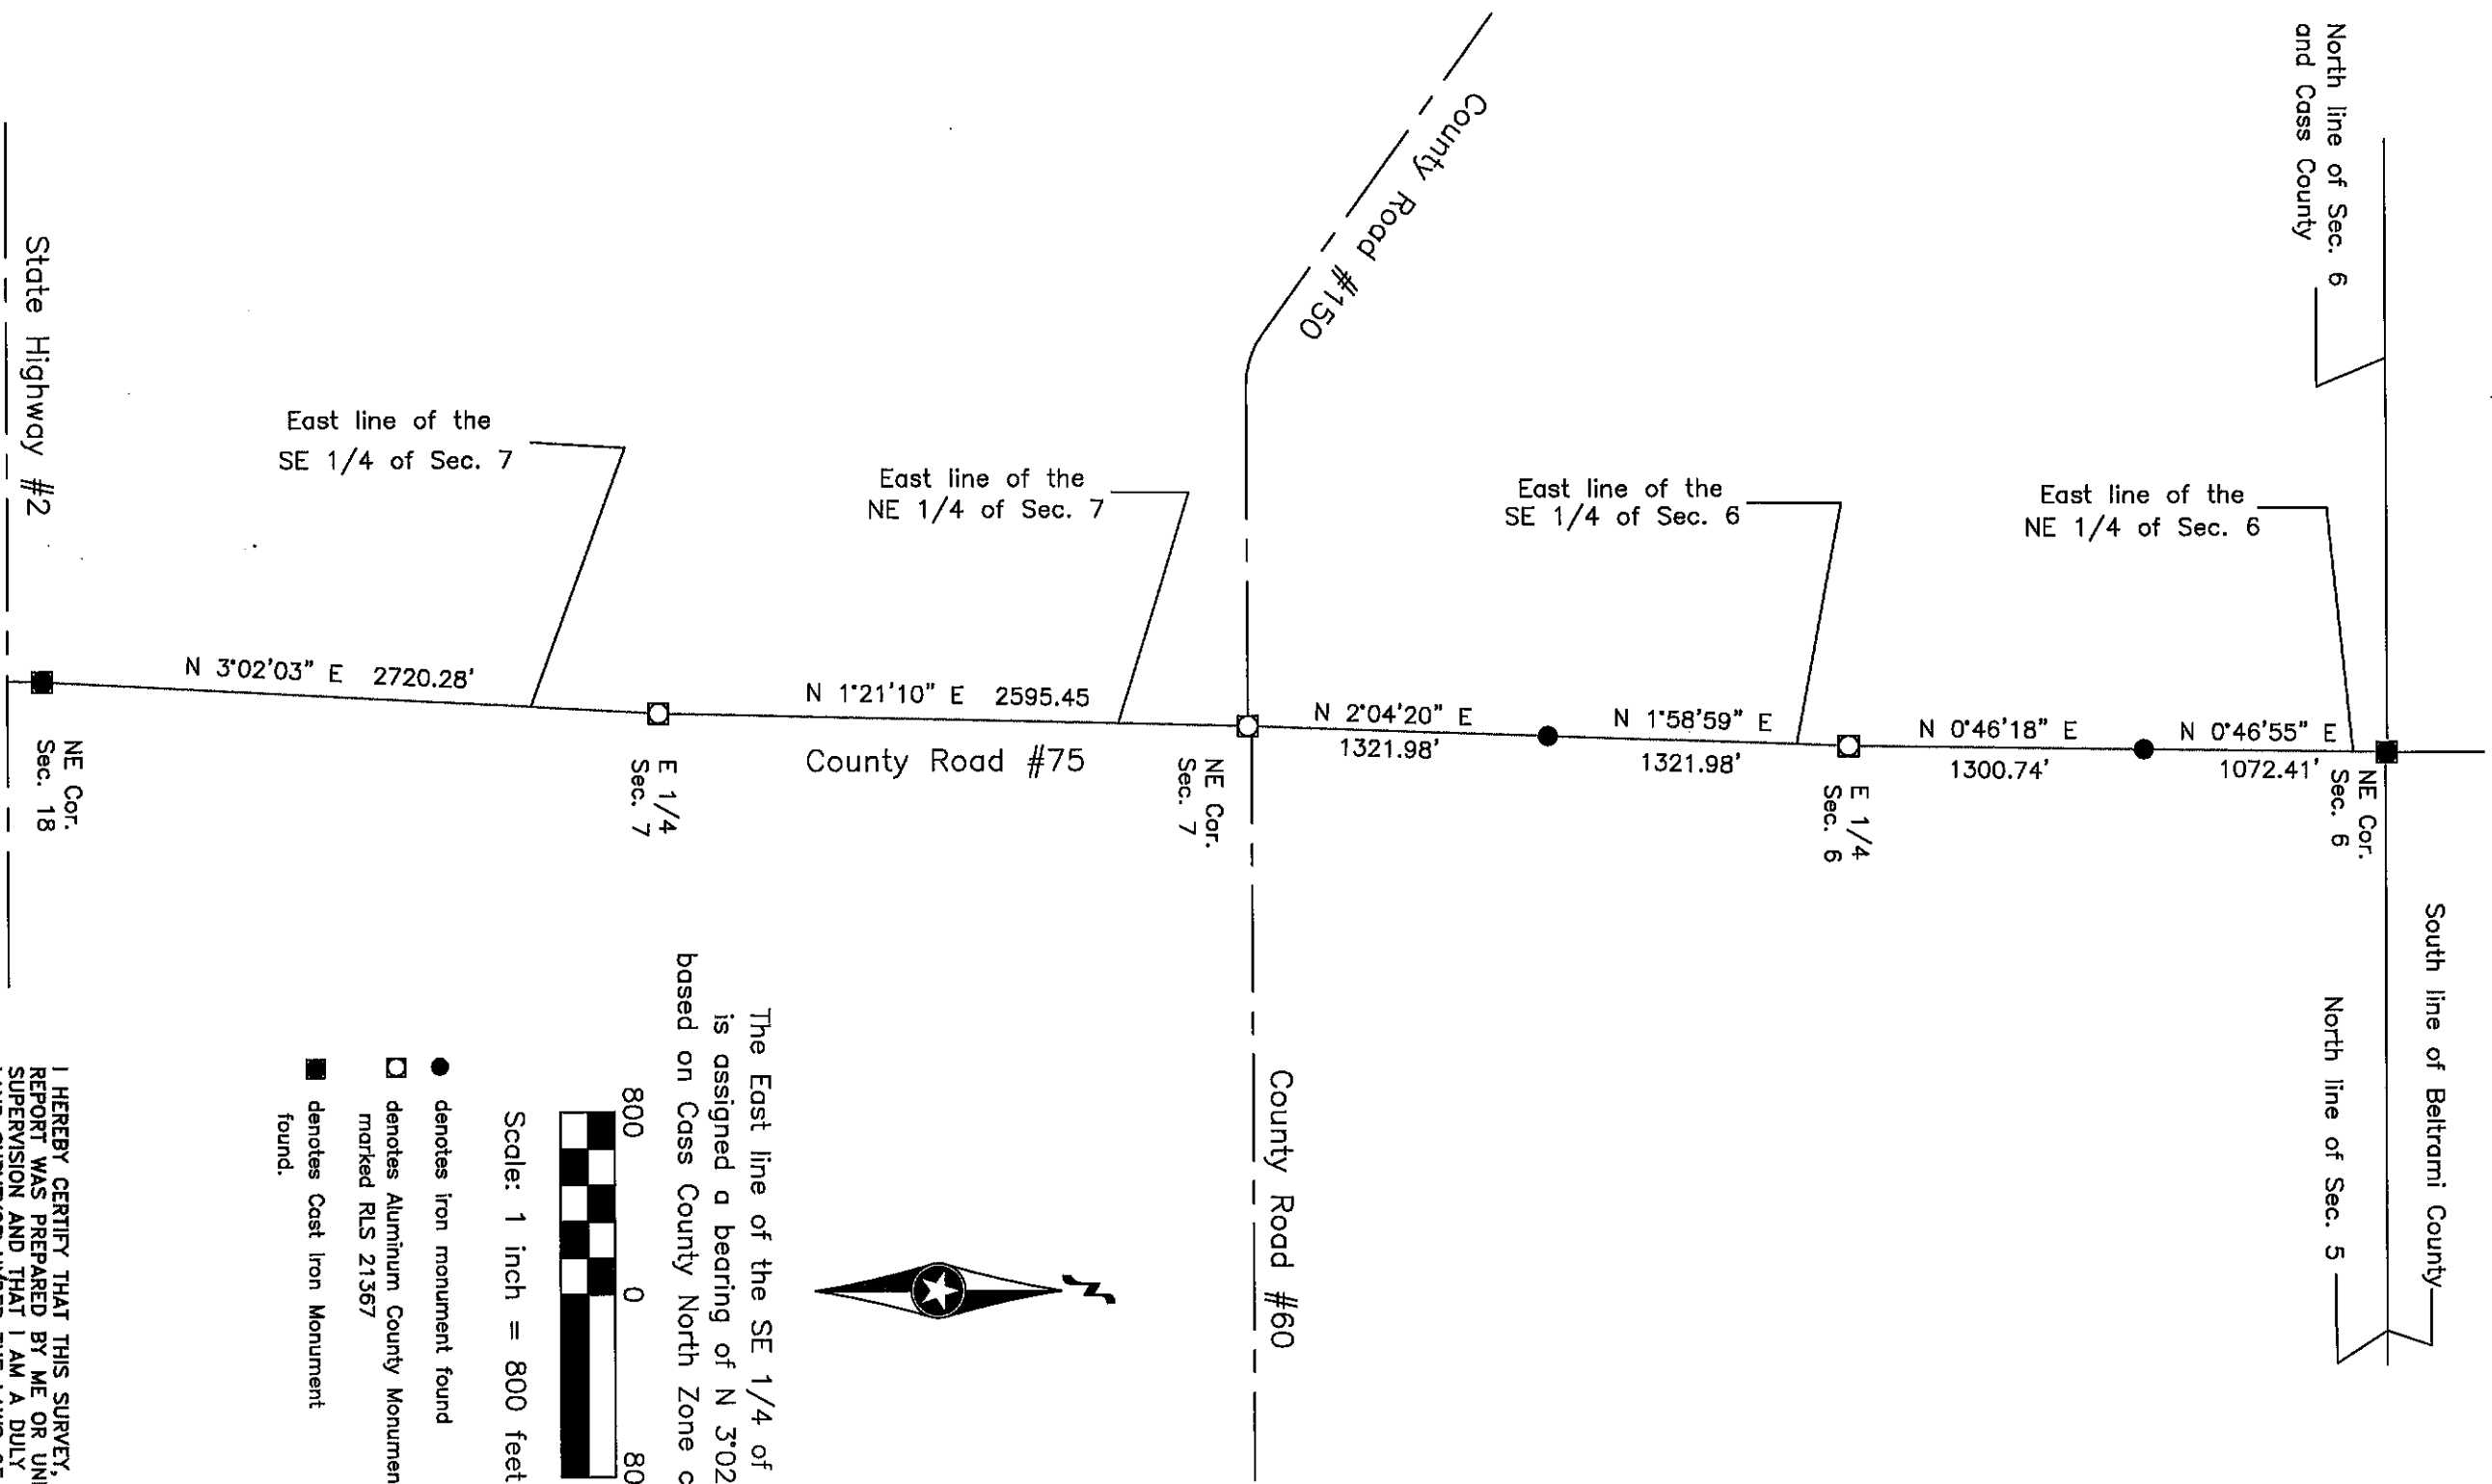 North line of Sec. 6
and Cass County
South line of Beltrami County
North line of Sec. 5
County Road #150
East line of the
SE 1/4 of Sec. 7
East line of the
NE 1/4 of Sec. 7
East line of the
SE 1/4 of Sec. 6
East line of the
NE 1/4 of Sec. 6
State Highway #2
N 3°02'03" E 2720.28'
N 1°21'10" E 2595.45
N 2°04'20" E
1321.98'
N 1°58'59" E
1321.98'
N 0°46'18" E
1300.74'
N 0°46'55" E
1072.41'
County Road #75
NE Cor.
Sec. 18
E 1/4
Sec. 7
NE Cor.
Sec. 7
E 1/4
Sec. 6
NE Cor.
Sec. 6
County Road #60
N
The East line of the SE 1/4 of
is assigned a bearing of N 3°02
based on Cass County North Zone c
800 0 80
Scale: 1 inch = 800 feet
denotes iron monument found
denotes Aluminum County Monumen
marked RLS 21367
denotes Cast Iron Monument
found.
I HEREBY CERTIFY THAT THIS SURVEY,
REPORT WAS PREPARED BY ME OR UN
SUPERVISION AND THAT I AM A DULY